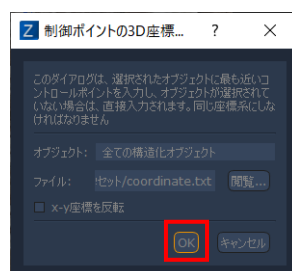 Z 制御ポイントの3D座標... ? ×
このダイアログは、選択されたオブジェクトに最も近いコ
ントロールポイントを入力し、オブジェクトが選択されて
いない場合は、直接入力されます。同じ座標系にしな
ければなりません
オブジェクト: 全ての構造化オブジェクト
ファイル: セット/coordinate.txt 閲覧...
x-y座標を反転
OK キャンセル